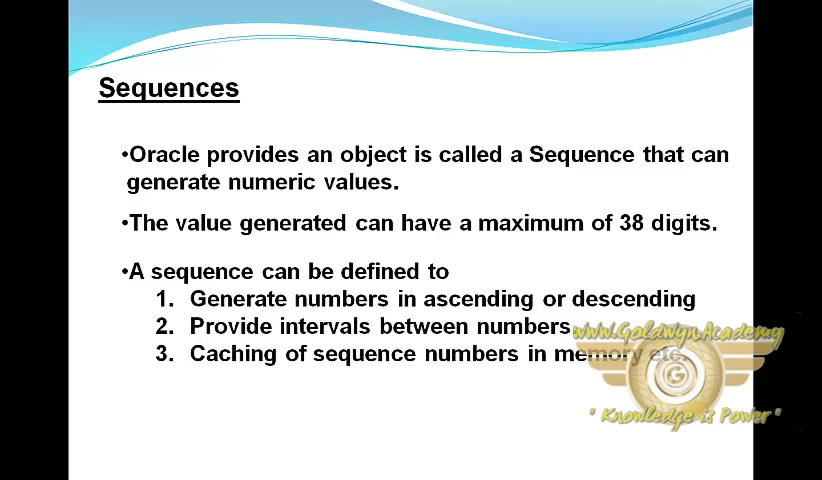 Sequences
•Oracle provides an object is called a Sequence that can
generate numeric values.
•The value generated can have a maximum of 38 digits.
•A sequence can be defined to
1. Generate numbers in ascending or descending
2. Provide intervals between numbers
3. Caching of sequence numbers in memory etc.
www.GoldwynAcademy
G
" Knowledge is Power "